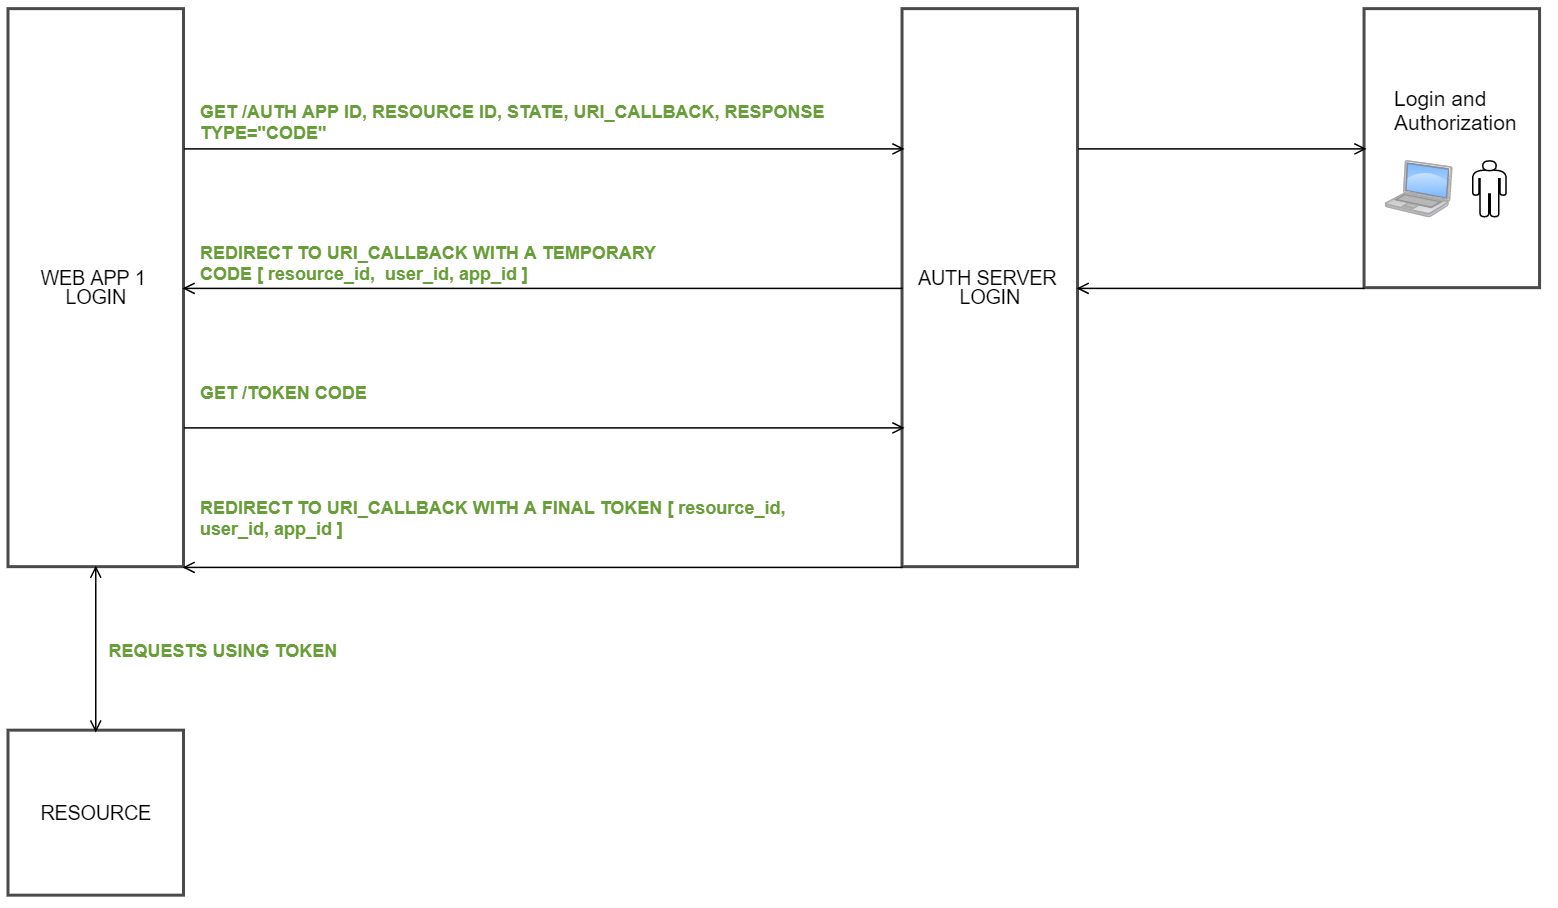 GET /AUTH APP ID, RESOURCE ID, STATE, URI_CALLBACK, RESPONSE
TYPE="CODE"
Login and
Authorization
REDIRECT TO URI_CALLBACK WITH A TEMPORARY
CODE [ resource_id, user_id, app_id ]
WEB APP 1
LOGIN
AUTH SERVER
LOGIN
GET /TOKEN CODE
REDIRECT TO URI_CALLBACK WITH A FINAL TOKEN [ resource_id,
user_id, app_id ]
REQUESTS USING TOKEN
RESOURCE